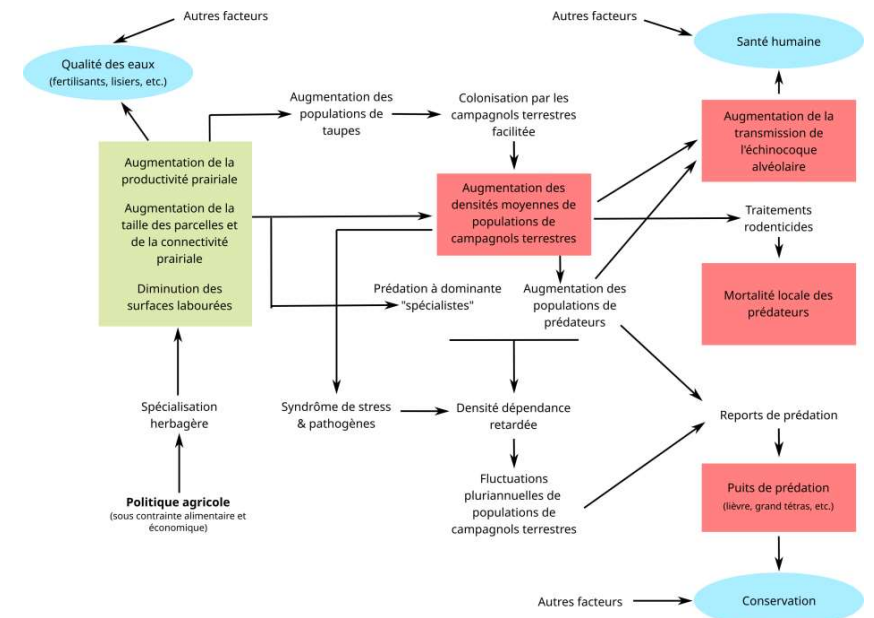 Autres facteurs
Autres facteurs
Qualité des eaux
(fertilisants, lisiers, etc.)
Santé humaine
Augmentation des
populations de
taupes
Colonisation par les
campagnols terrestres
facilitée
Augmentation de la
transmission de
l'échinocoque
alvéolaire
Augmentation de la
productivité prairiale
Augmentation de la
taille des parcelles et
de la connectivité
prairiale
Diminution des
surfaces labourées
Augmentation des
densités moyennes de
populations de
campagnols terrestres
Traitements
rodenticides
Prédation à dominante
"spécialistes"
Augmentation des
populations de
prédateurs
Mortalité locale des
prédateurs
Spécialisation
herbagère
Syndrôme de stress
& pathogènes
Densité dépendance
retardée
Reports de prédation
Politique agricole
(sous contrainte alimentaire et
économique)
Fluctuations
pluriannuelles de
populations de
campagnols terrestres
Puits de prédation
(lièvre, grand tétras, etc.)
Autres facteurs
Conservation